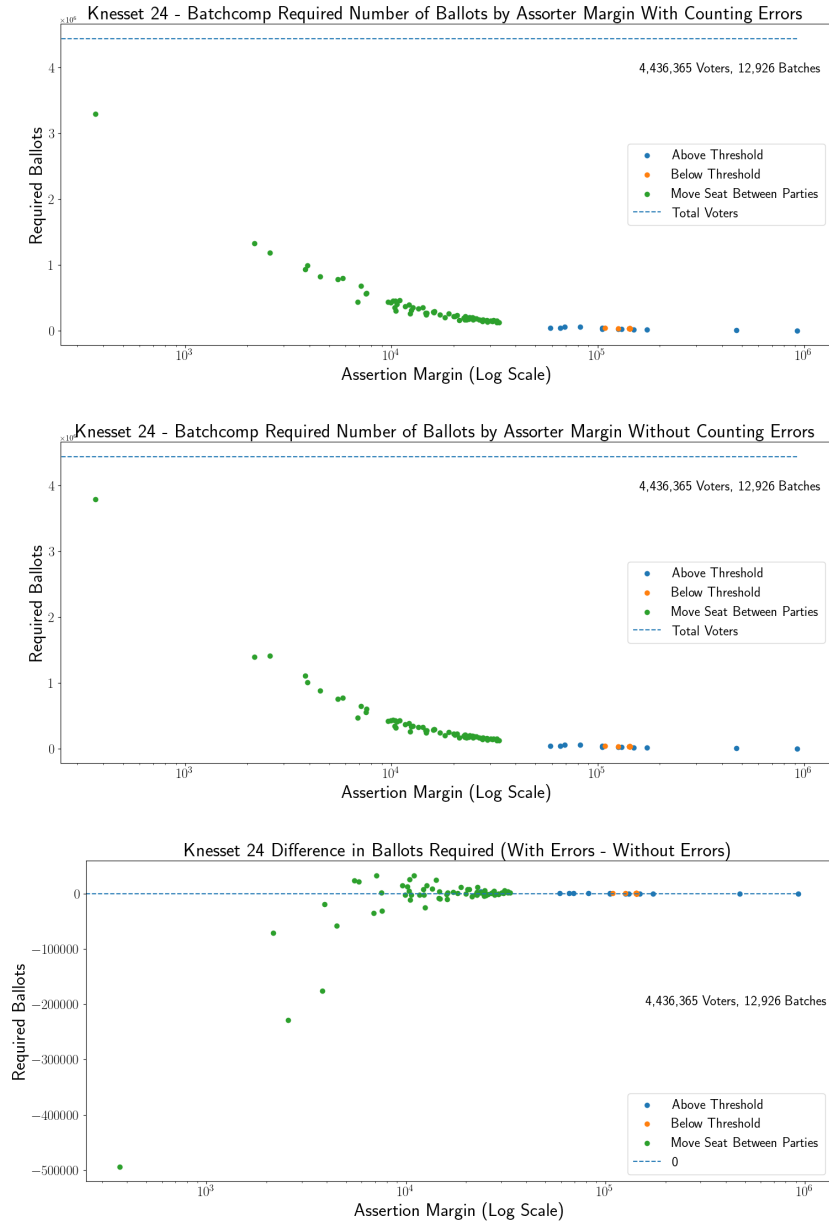 Knesset 24 - Batchcomp Required Number of Ballots by Assorter Margin With Counting Errors
×10⁶
4,436,365 Voters, 12,926 Batches
4
3
2
1
0
Required Ballots
Above Threshold
Below Threshold
Move Seat Between Parties
Total Voters
10³ 10⁴ 10⁵ 10⁶
Assertion Margin (Log Scale)
Knesset 24 - Batchcomp Required Number of Ballots by Assorter Margin Without Counting Errors
4,436,365 Voters, 12,926 Batches
4
3
2
1
0
Required Ballots
Above Threshold
Below Threshold
Move Seat Between Parties
Total Voters
10³ 10⁴ 10⁵ 10⁶
Assertion Margin (Log Scale)
Knesset 24 Difference in Ballots Required (With Errors - Without Errors)
0
−100000
−200000
−300000
−400000
−500000
Required Ballots
4,436,365 Voters, 12,926 Batches
Above Threshold
Below Threshold
Move Seat Between Parties
0
10³ 10⁴ 10⁵ 10⁶
Assertion Margin (Log Scale)